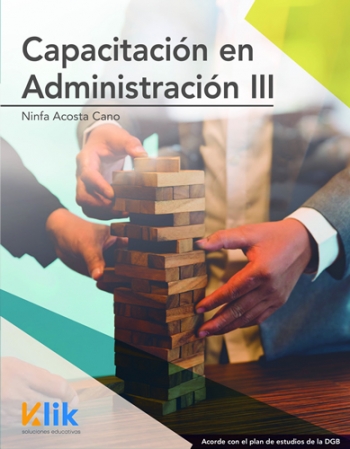 Capacitación en
Administración III
Ninfa Acosta Cano
Klik
soluciones educativas
Acorde con el plan de estudios de la DGB